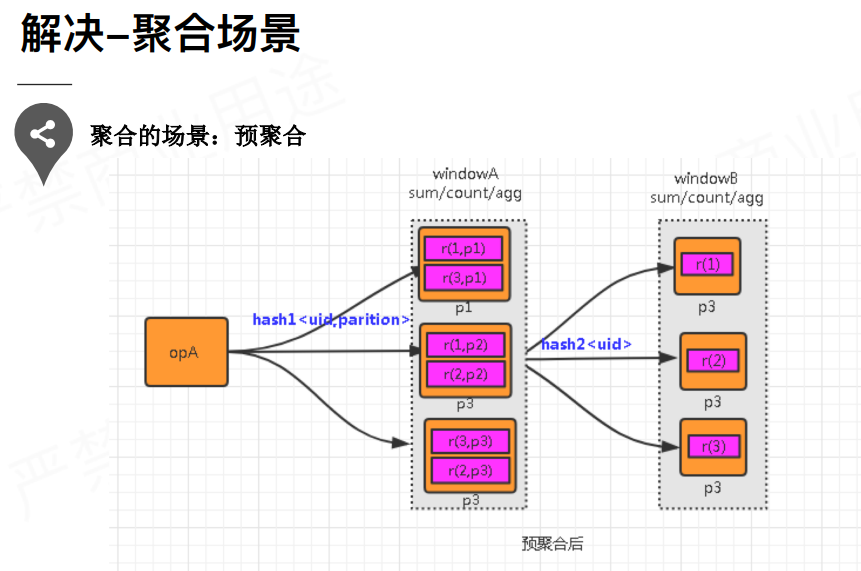 解决–聚合场景
聚合的场景：预聚合
windowA
sum/count/agg
windowB
sum/count/agg
r(1,p1)
r(3,p1)
p1
r(1)
p3
hash1<uid,parition>
opA
r(1,p2)
r(2,p2)
p3
hash2<uid>
r(2)
p3
r(3,p3)
r(2,p3)
p3
r(3)
p3
预聚合后